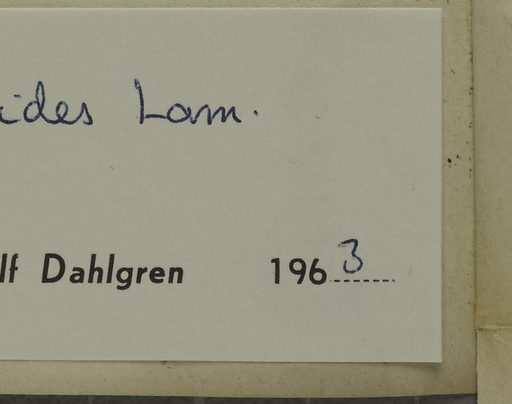 ides Lam.
lf Dahlgren 1963